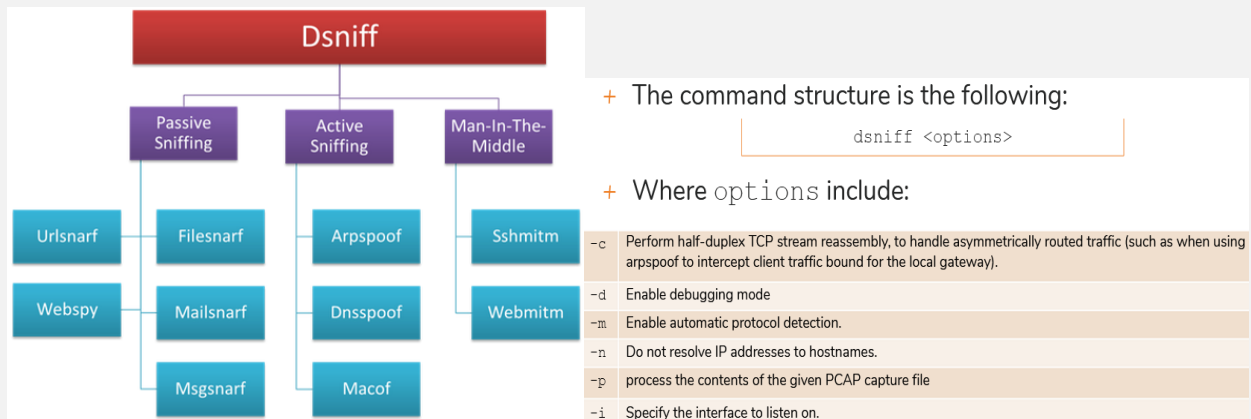 Dsniff
Passive
Sniffing
Active
Sniffing
Man-In-The-
Middle
Urlsnarf
Filesnarf
Arpspoof
Sshmitm
Webspy
Mailsnarf
Dnsspoof
Webmitm
Msgsnarf
Macof
+ The command structure is the following:
dsniff <options>
+ Where options include:
-c Perform half-duplex TCP stream reassembly, to handle asymmetrically routed traffic (such as when using
arpspoof to intercept client traffic bound for the local gateway).
-d Enable debugging mode
-m Enable automatic protocol detection.
-n Do not resolve IP addresses to hostnames.
-p process the contents of the given PCAP capture file
-i Specify the interface to listen on.